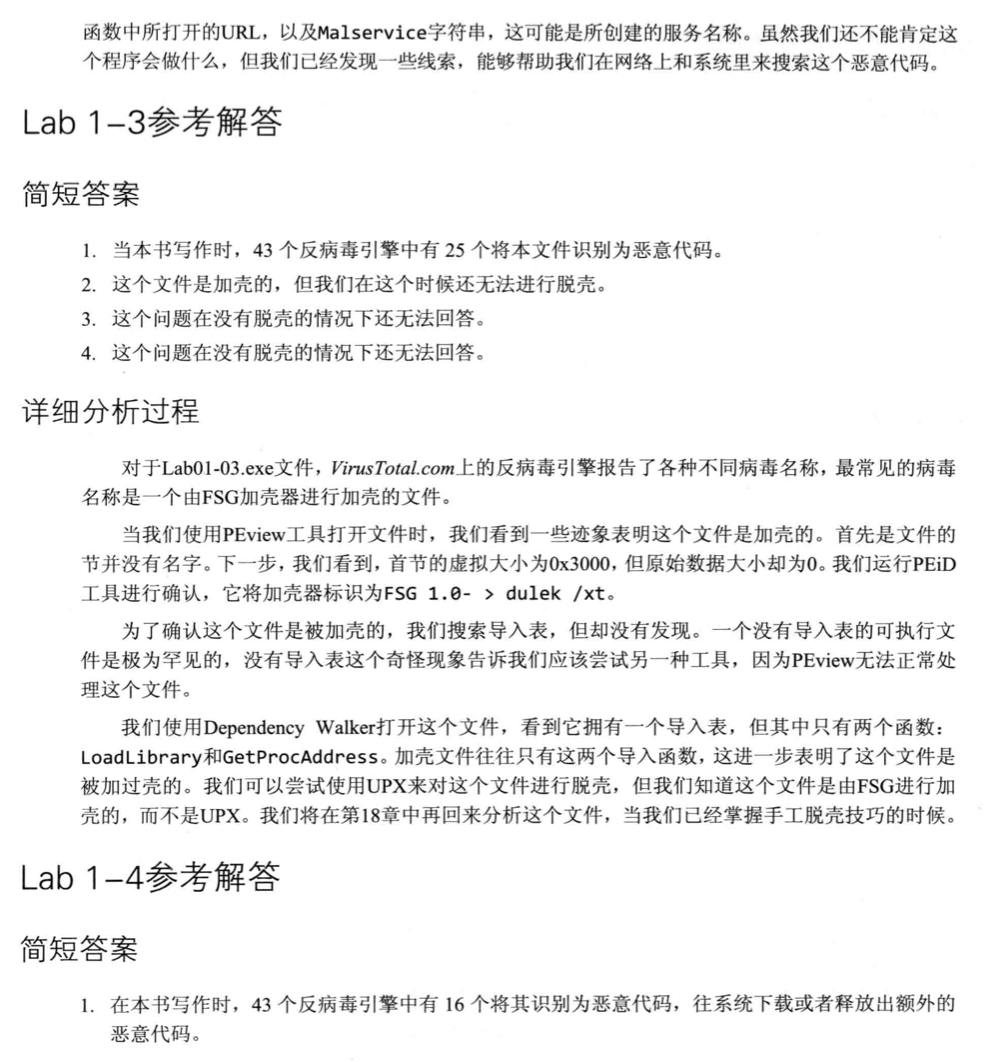 函数中所打开的URL，以及Malservice字符串，这可能是所创建的服务名称。虽然我们还不能肯定这
个程序会做什么，但我们已经发现一些线索，能够帮助我们在网络上和系统里来搜索这个恶意代码。
Lab 1–3参考解答
简短答案
1. 当本书写作时，43 个反病毒引擎中有 25 个将本文件识别为恶意代码。
2. 这个文件是加壳的，但我们在这个时候还无法进行脱壳。
3. 这个问题在没有脱壳的情况下还无法回答。
4. 这个问题在没有脱壳的情况下还无法回答。
详细分析过程
对于Lab01-03.exe文件，VirusTotal.com上的反病毒引擎报告了各种不同病毒名称，最常见的病毒
名称是一个由FSG加壳器进行加壳的文件。
当我们使用PEview工具打开文件时，我们看到一些迹象表明这个文件是加壳的。首先是文件的
节并没有名字。下一步，我们看到，首节的虚拟大小为0x3000，但原始数据大小却为0。我们运行PEiD
工具进行确认，它将加壳器标识为FSG 1.0- > dulek /xt。
为了确认这个文件是被加壳的，我们搜索导入表，但却没有发现。一个没有导入表的可执行文
件是极为罕见的，没有导入表这个奇怪现象告诉我们应该尝试另一种工具，因为PEview无法正常处
理这个文件。
我们使用Dependency Walker打开这个文件，看到它拥有一个导入表，但其中只有两个函数：
LoadLibrary和GetProcAddress。加壳文件往往只有这两个导入函数，这进一步表明了这个文件是
被加过壳的。我们可以尝试使用UPX来对这个文件进行脱壳，但我们知道这个文件是由FSG进行加
壳的，而不是UPX。我们将在第18章中再回来分析这个文件，当我们已经掌握手工脱壳技巧的时候。
Lab 1–4参考解答
简短答案
1. 在本书写作时，43 个反病毒引擎中有 16 个将其识别为恶意代码，往系统下载或者释放出额外的
恶意代码。